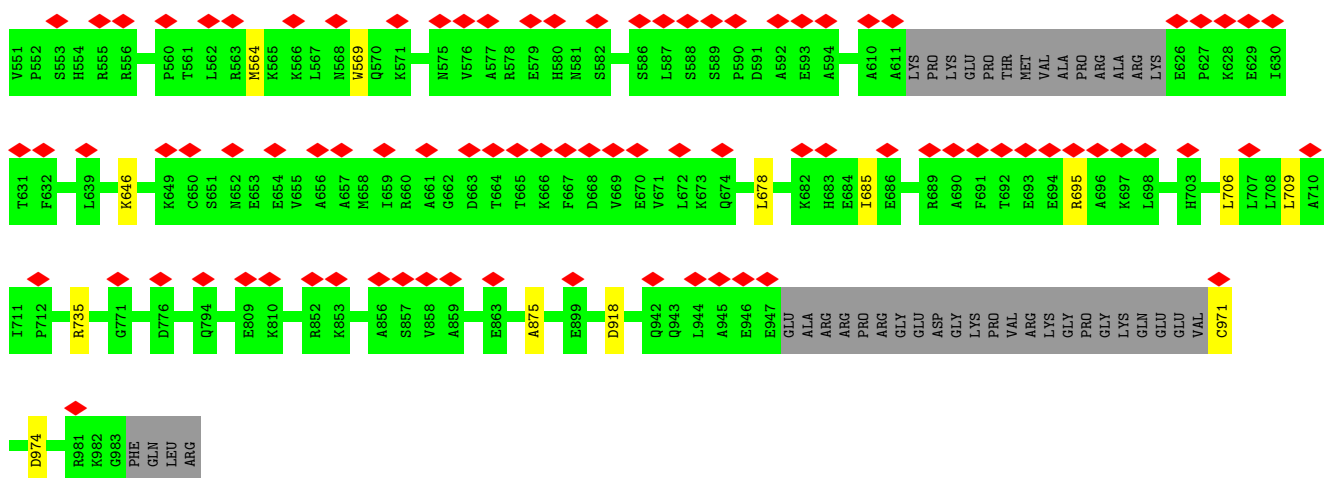 V551 P552 S553 H554 R555 R556 P560 T561 L562 R563 M564 K565 K566 L567 N568 W569 Q570 K571 N575 V576 A577 R578 E579 H580 N581 S582 S586 L587 S588 S589 P590 D591 A592 E593 A594 A610 A611 LYS PRO LYS GLU PRO THR MET VAL ALA PRO ARG ALA ARG LYS E626 P627 K628 E629 I630
T631 F632 L639 K646 K649 C650 S651 N652 E653 E654 V655 A656 A657 M658 I659 R660 A661 G662 D663 T664 T665 K666 F667 D668 V669 E670 V671 L672 K673 Q674 L678 K682 H683 E684 I685 E686 R689 A690 F691 T692 E693 E694 R695 A696 K697 L698 H703 L706 L707 L708 L709 A710
I711 P712 R735 G771 D776 Q794 E809 K810 R852 K853 A856 S857 V858 A859 E863 A875 E899 D918 Q942 Q943 L944 A945 E946 E947 GLU ALA ARG ARG PRO ARG GLY GLU ASP GLY LYS PRO VAL ARG LYS GLY PRO GLY LYS GLN GLU GLU VAL C971
D974 R981 K982 G983 PHE GLN LEU ARG